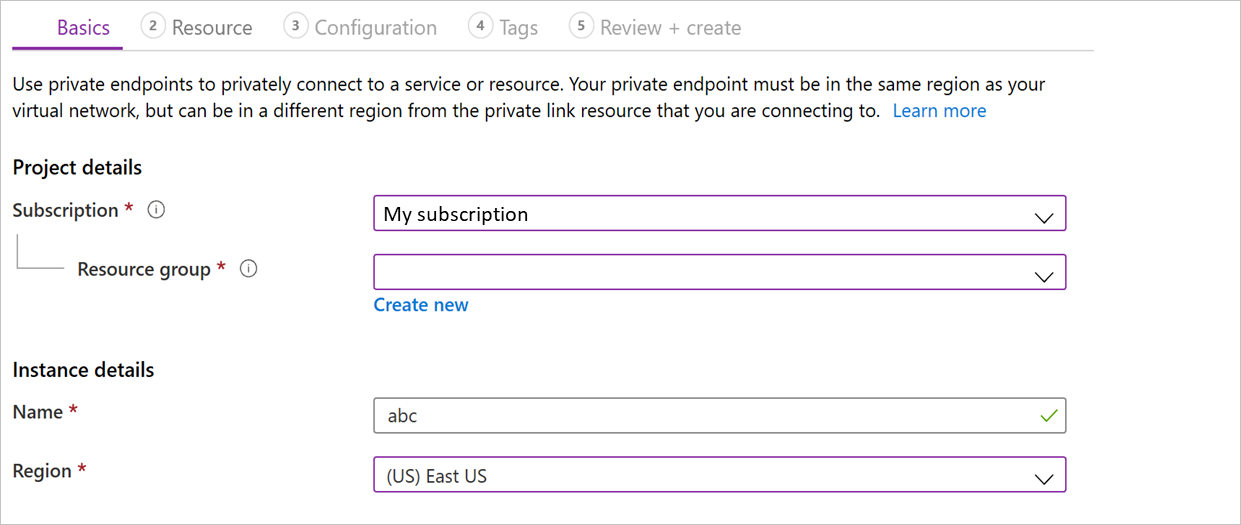 Basics 2 Resource 3 Configuration 4 Tags 5 Review + create
Use private endpoints to privately connect to a service or resource. Your private endpoint must be in the same region as your
virtual network, but can be in a different region from the private link resource that you are connecting to. Learn more
Project details
Subscription * i My subscription
Resource group * i
Create new
Instance details
Name * abc
Region * (US) East US